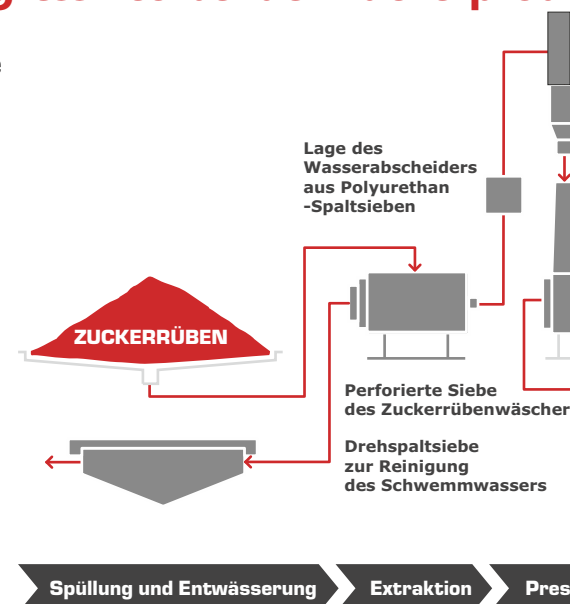 Lage des
Wasserabscheiders
aus Polyurethan
-Spaltsieben
ZUCKERRÜBEN
Perforierte Siebe
des Zuckerrübenwäscher
Drehspaltsiebe
zur Reinigung
des Schwemmwassers
Spüllung und Entwässerung
Extraktion
Pres